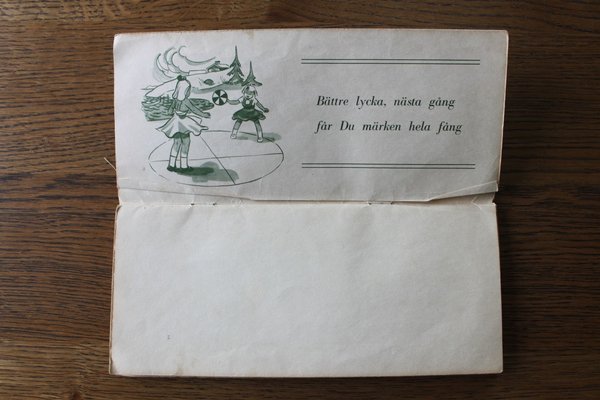 Bättre lycka, nästa gång
får Du märken hela fång